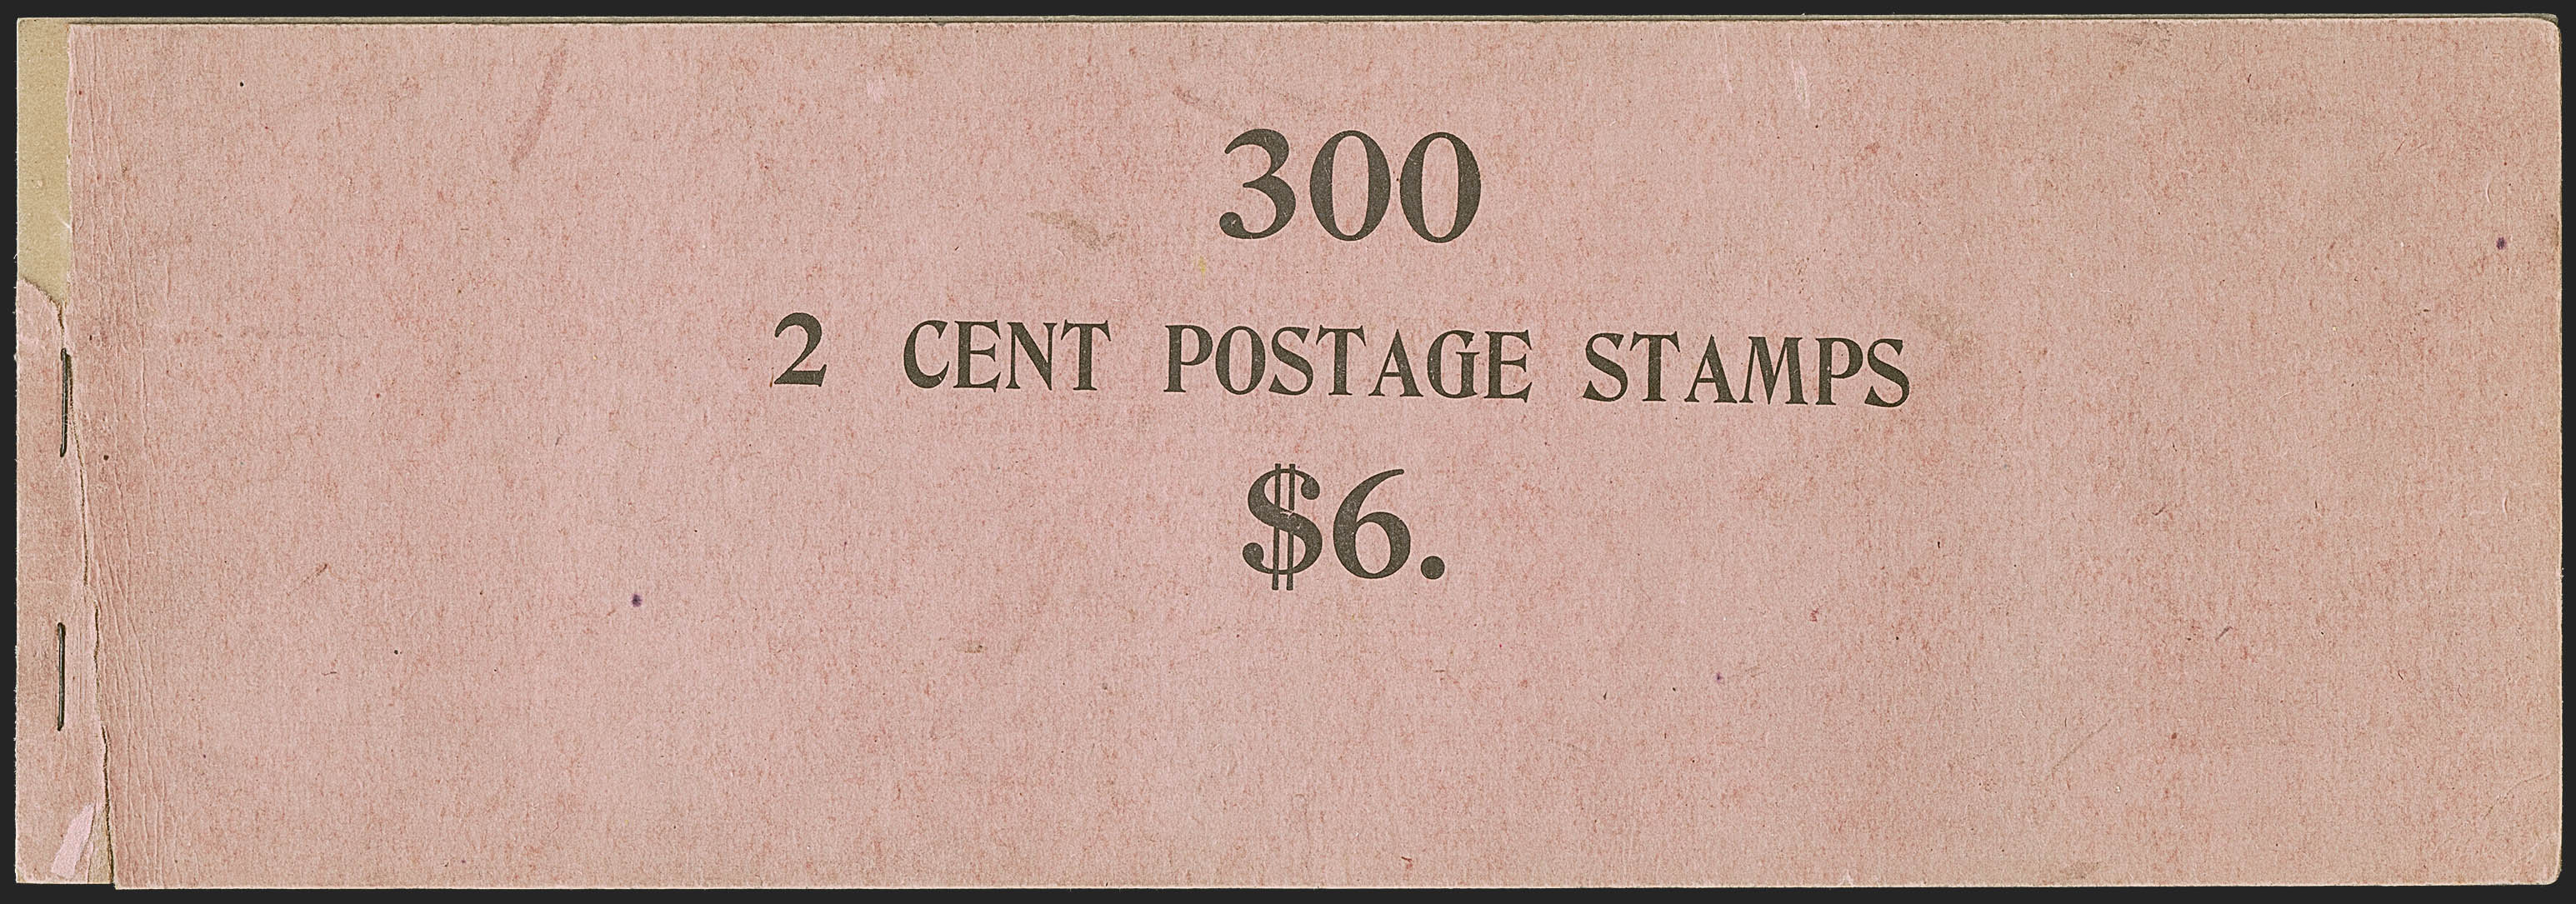 300
2 CENT POSTAGE STAMPS
$6.